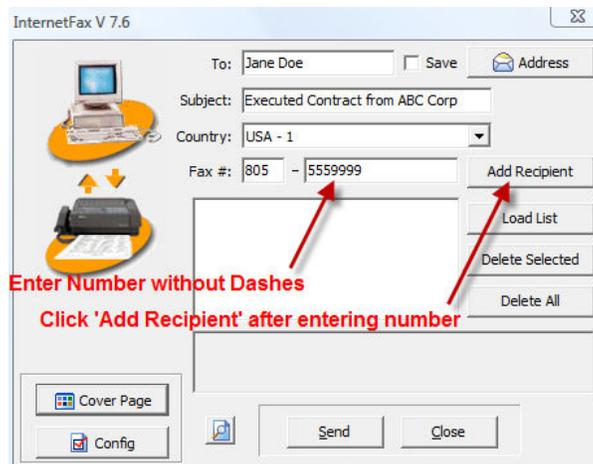 InternetFax V 7.6
To: Jane Doe Save Address
Subject: Executed Contract from ABC Corp
Country: USA - 1
Fax #: 805 - 5559999 Add Recipient
Load List
Delete Selected
Enter Number without Dashes
Delete All
Click 'Add Recipient' after entering number
Cover Page
Config
Send Close